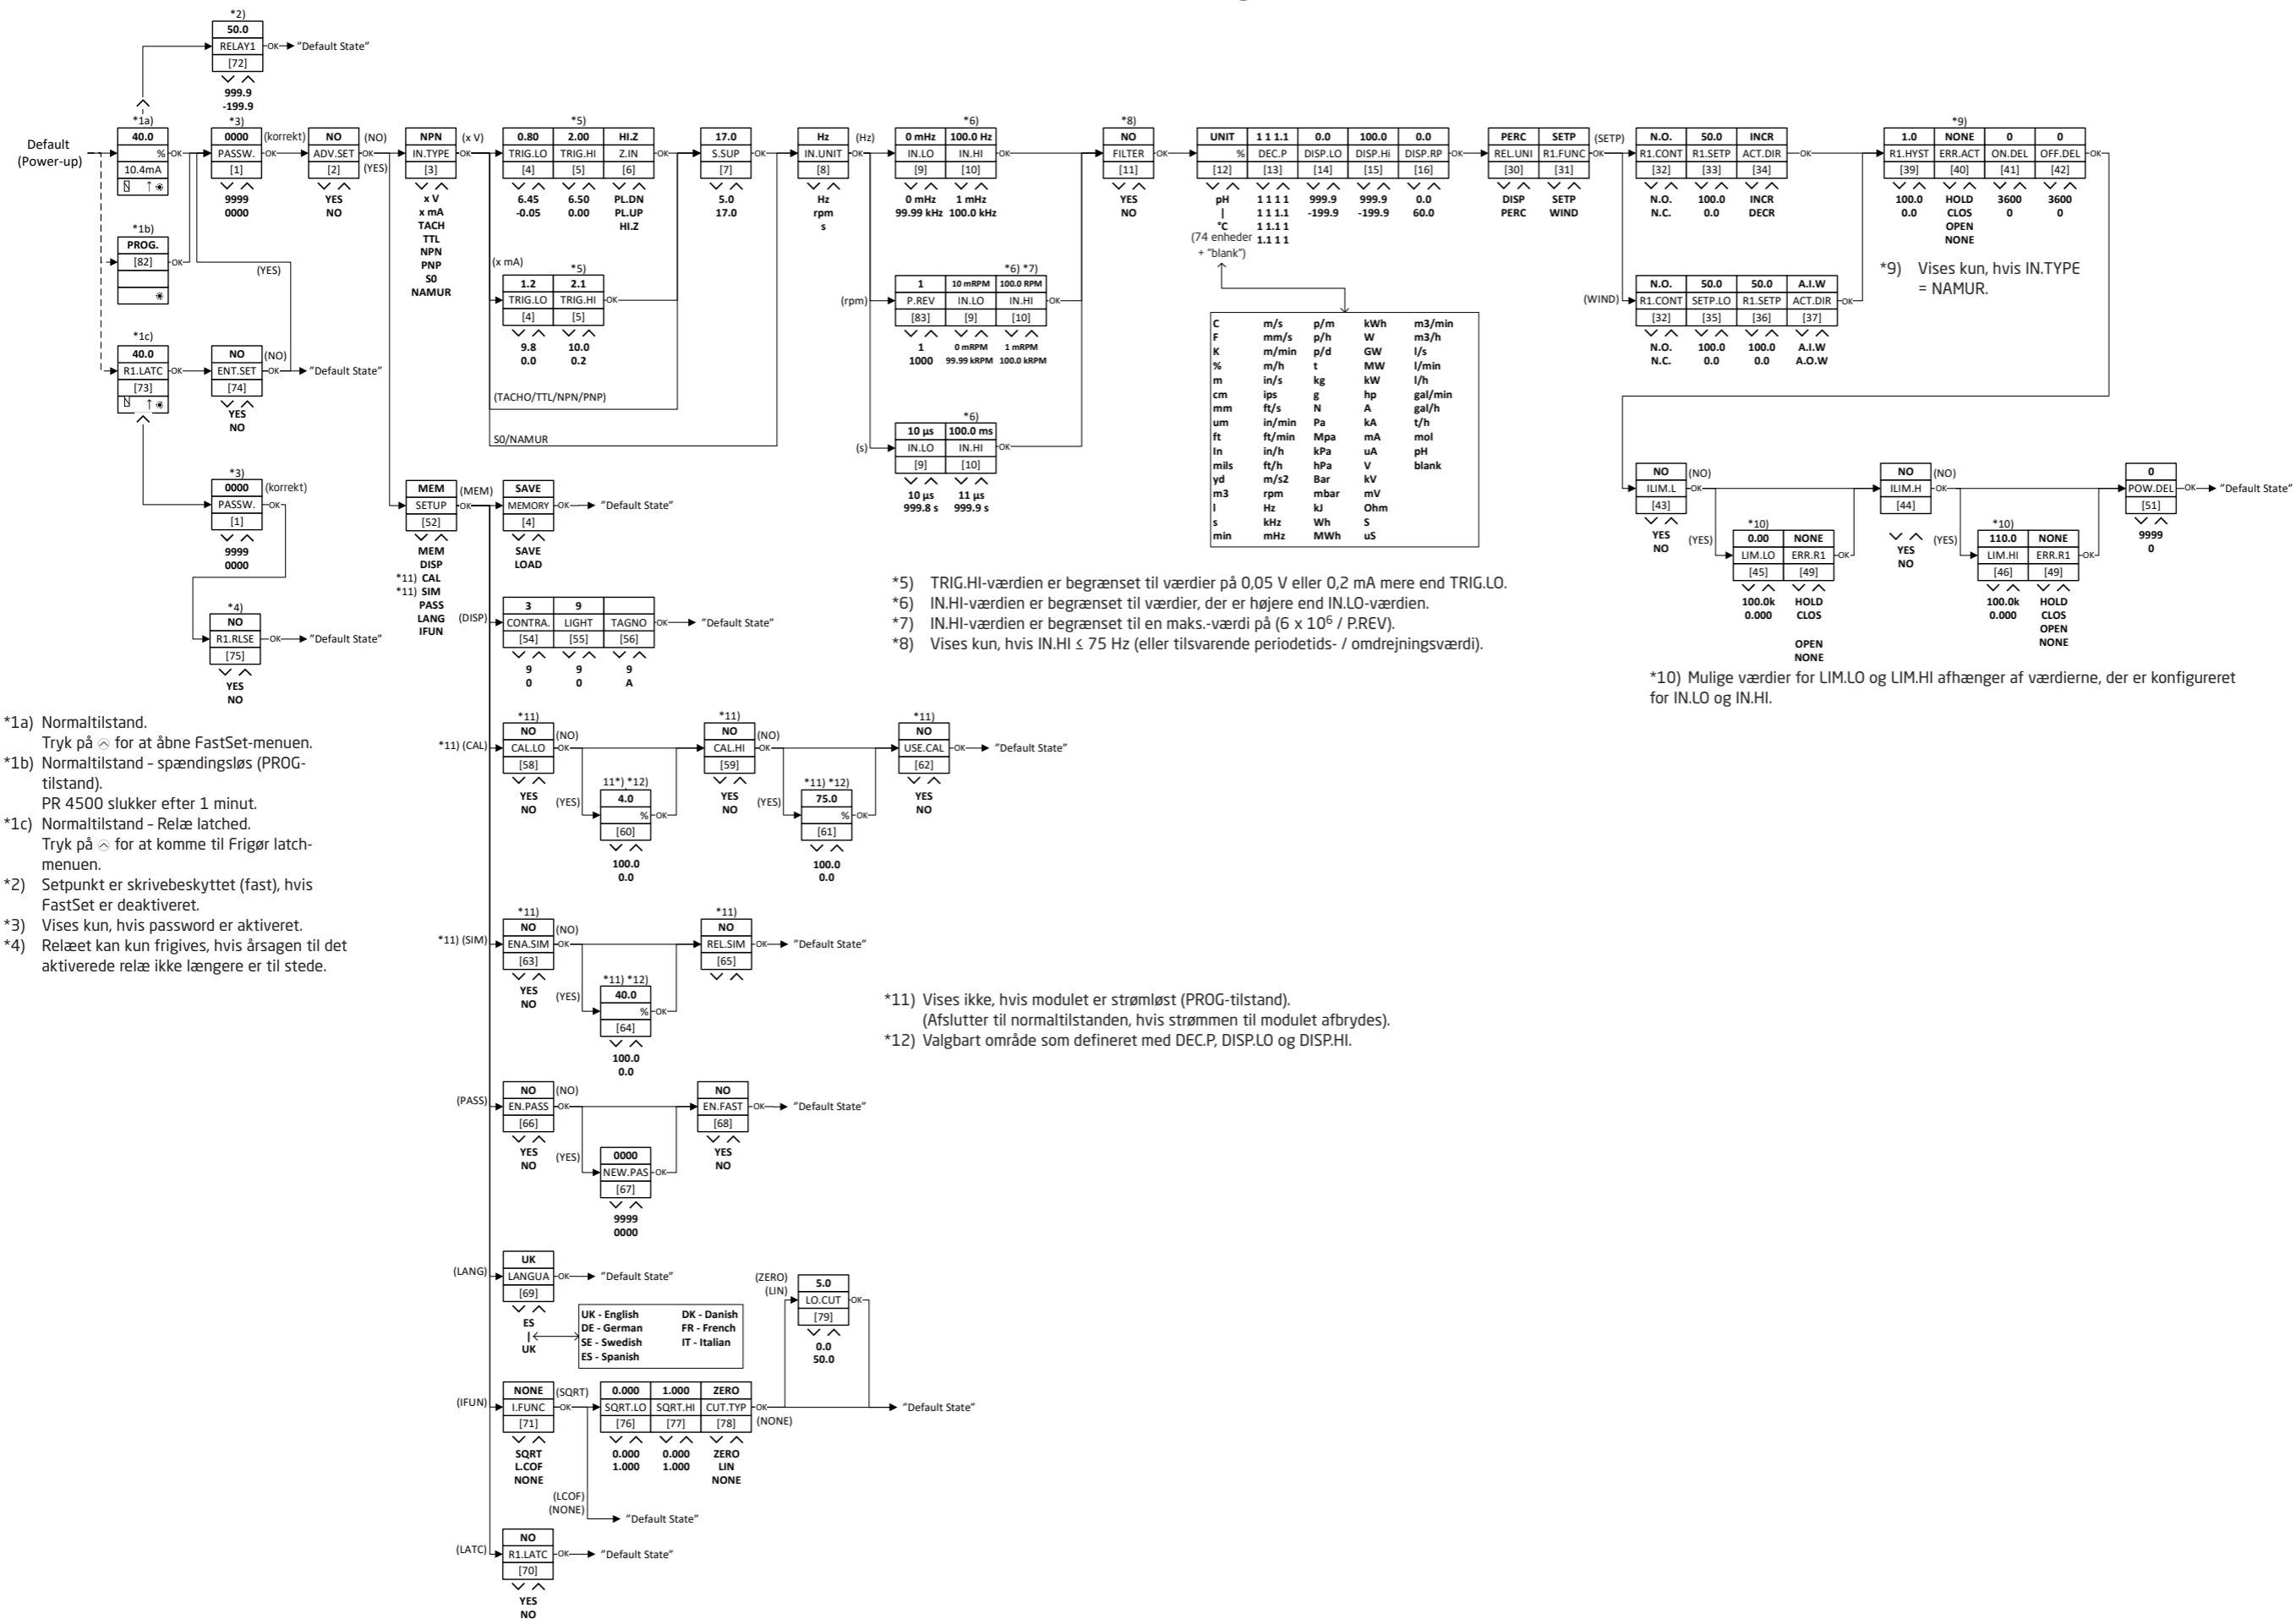 *2)
50.0
RELAY1 OK "Default State"
[72]
999.9
-199.9
Default
(Power-up)
*1a)
40.0
% OK
10.4mA
*3)
0000 (korrekt)
PASSW. OK
[1]
9999
0000
NO (NO)
ADV.SET OK
[2] (YES)
YES
NO
*1b)
PROG.
[82] OK
(YES)
*1c)
40.0
R1.LATC OK
[73]
NO (NO)
ENT.SET OK "Default State"
[74]
YES
NO
*3)
0000 (korrekt)
PASSW. OK
[1]
9999
0000
*4)
NO
R1.RLSE OK "Default State"
[75]
YES
NO
NPN (x V)
IN.TYPE OK
[3]
x V
x mA
TACH
TTL
NPN
PNP
S0
NAMUR
*5)
0.80 2.00 HI.Z
TRIG.LO TRIG.HI Z.IN OK
[4] [5] [6]
6.45 6.50 PL.DN
-0.05 0.00 PL.UP
HI.Z
(x mA) *5)
1.2 2.1
TRIG.LO TRIG.HI OK
[4] [5]
9.8 10.0
0.0 0.2
(TACHO/TTL/NPN/PNP)
S0/NAMUR
17.0
S.SUP OK
[7]
5.0
17.0
Hz (Hz)
IN.UNIT OK
[8]
Hz
rpm
s
*6)
0 mHz 100.0 Hz
IN.LO IN.HI OK
[9] [10]
0 mHz 1 mHz
99.99 kHz 100.0 kHz
*6) *7)
1 10 mRPM 100.0 RPM
(rpm) P.REV IN.LO IN.HI OK
[83] [9] [10]
1 0 mRPM 1 mRPM
1000 99.99 kRPM 100.0 kRPM
*6)
10 µs 100.0 ms
(s) IN.LO IN.HI OK
[9] [10]
10 µs 11 µs
999.8 s 999.9 s
*8)
NO
FILTER OK
[11]
YES
NO
UNIT 1 1 1.1 0.0 100.0 0.0
% DEC.P DISP.LO DISP.Hi DISP.RP OK
[12] [13] [14] [15] [16]
pH 1 1 1 1 999.9 999.9 0.0
| 1 1 1.1 -199.9 -199.9 60.0
°C 1 1.1 1
(74 enheder 1.1 1 1
+ "blank")
C m/s p/m kWh m3/min
F mm/s p/h W m3/h
K m/min p/d GW l/s
% m/h t MW l/min
m in/s kg kW l/h
cm ips g hp gal/min
mm ft/s N A gal/h
um in/min Pa kA t/h
ft ft/min Mpa mA mol
In in/h kPa uA pH
mils ft/h hPa V blank
yd m/s2 Bar kV
m3 rpm mbar mV
l Hz kJ Ohm
s kHz Wh S
min mHz MWh uS
PERC SETP (SETP)
REL.UNI R1.FUNC
[30] [31]
DISP SETP
PERC WIND
N.O. 50.0 INCR
R1.CONT R1.SETP ACT.DIR OK
[32] [33] [34]
N.O. 100.0 INCR
N.C. 0.0 DECR
N.O. 50.0 50.0 A.I.W
(WIND) R1.CONT SETP.LO R1.SETP ACT.DIR OK
[32] [35] [36] [37]
N.O. 100.0 100.0 A.I.W
N.C. 0.0 0.0 A.O.W
*9)
1.0 NONE 0 0
R1.HYST ERR.ACT ON.DEL OFF.DEL OK
[39] [40] [41] [42]
100.0 HOLD 3600 3600
0.0 CLOS 0 0
OPEN
NONE
*9) Vises kun, hvis IN.TYPE
= NAMUR.
NO (NO)
ILIM.L OK
[43]
YES
NO
(YES)
*10)
0.00 NONE
LIM.LO ERR.R1 OK
[45] [49]
100.0k HOLD
0.000 CLOS
OPEN
NONE
NO (NO)
ILIM.H OK
[44]
YES
NO
(YES)
*10)
110.0 NONE
LIM.HI ERR.R1 OK
[46] [49]
100.0k HOLD
0.000 CLOS
OPEN
NONE
0
POW.DEL OK "Default State"
[51]
9999
0
*10) Mulige værdier for LIM.LO og LIM.HI afhænger af værdierne, der er konfigureret
for IN.LO og IN.HI.
*5) TRIG.HI-værdien er begrænset til værdier på 0,05 V eller 0,2 mA mere end TRIG.LO.
*6) IN.HI-værdien er begrænset til værdier, der er højere end IN.LO-værdien.
*7) IN.HI-værdien er begrænset til en maks.-værdi på (6 x 10⁶ / P.REV).
*8) Vises kun, hvis IN.HI ≤ 75 Hz (eller tilsvarende periodetids- / omdrejningsværdi).
MEM (MEM)
SETUP OK
[52]
MEM
DISP
*11) CAL
*11) SIM
PASS
LANG
IFUN
SAVE
MEMORY OK "Default State"
[4]
SAVE
LOAD
3 9
(DISP) CONTRA. LIGHT TAGNO OK "Default State"
[54] [55] [56]
9 9 9
0 0 A
*1a) Normaltilstand.
Tryk på for at åbne FastSet-menuen.
*1b) Normaltilstand – spændingsløs (PROG-
tilstand).
PR 4500 slukker efter 1 minut.
*1c) Normaltilstand – Relæ latched.
Tryk på for at komme til Frigør latch-
menuen.
*2) Setpunkt er skrivebeskyttet (fast), hvis
FastSet er deaktiveret.
*3) Vises kun, hvis password er aktiveret.
*4) Relæet kan kun frigives, hvis årsagen til det
aktiverede relæ ikke længere er til stede.
*11)
NO (NO)
*11) (CAL) CAL.LO OK
[58]
YES
NO
(YES)
11*) *12)
4.0
% OK
[60]
100.0
0.0
*11)
NO (NO)
CAL.HI OK
[59]
YES
NO
(YES)
*11) *12)
75.0
% OK
[61]
100.0
0.0
*11)
NO
USE.CAL OK "Default State"
[62]
YES
NO
*11)
NO (NO)
*11) (SIM) ENA.SIM OK
[63]
YES
NO
(YES)
*11) *12)
40.0
% OK
[64]
100.0
0.0
*11)
NO
REL.SIM OK "Default State"
[65]
*11) Vises ikke, hvis modulet er strømløst (PROG-tilstand).
(Afslutter til normaltilstanden, hvis strømmen til modulet afbrydes).
*12) Valgbart område som defineret med DEC.P, DISP.LO og DISP.HI.
NO (NO)
(PASS) EN.PASS OK
[66]
YES
NO
(YES)
0000
NEW.PAS OK
[67]
9999
0000
NO
EN.FAST OK "Default State"
[68]
YES
NO
UK
(LANG) LANGUA OK "Default State"
[69]
ES
|
UK
UK - English DK - Danish
DE - German FR - French
SE - Swedish IT - Italian
ES - Spanish
NONE (SQRT)
(IFUN) I.FUNC OK
[71]
SQRT
L.COF
NONE
0.000 1.000 ZERO
SQRT.LO SQRT.HI CUT.TYP OK
[76] [77] [78] (NONE)
0.000 0.000 ZERO
1.000 1.000 LIN
NONE
(ZERO)
(LIN)
5.0
LO.CUT OK
[79]
0.0
50.0
"Default State"
(LCOF)
(NONE)
"Default State"
NO
(LATC) R1.LATC OK "Default State"
[70]
YES
NO